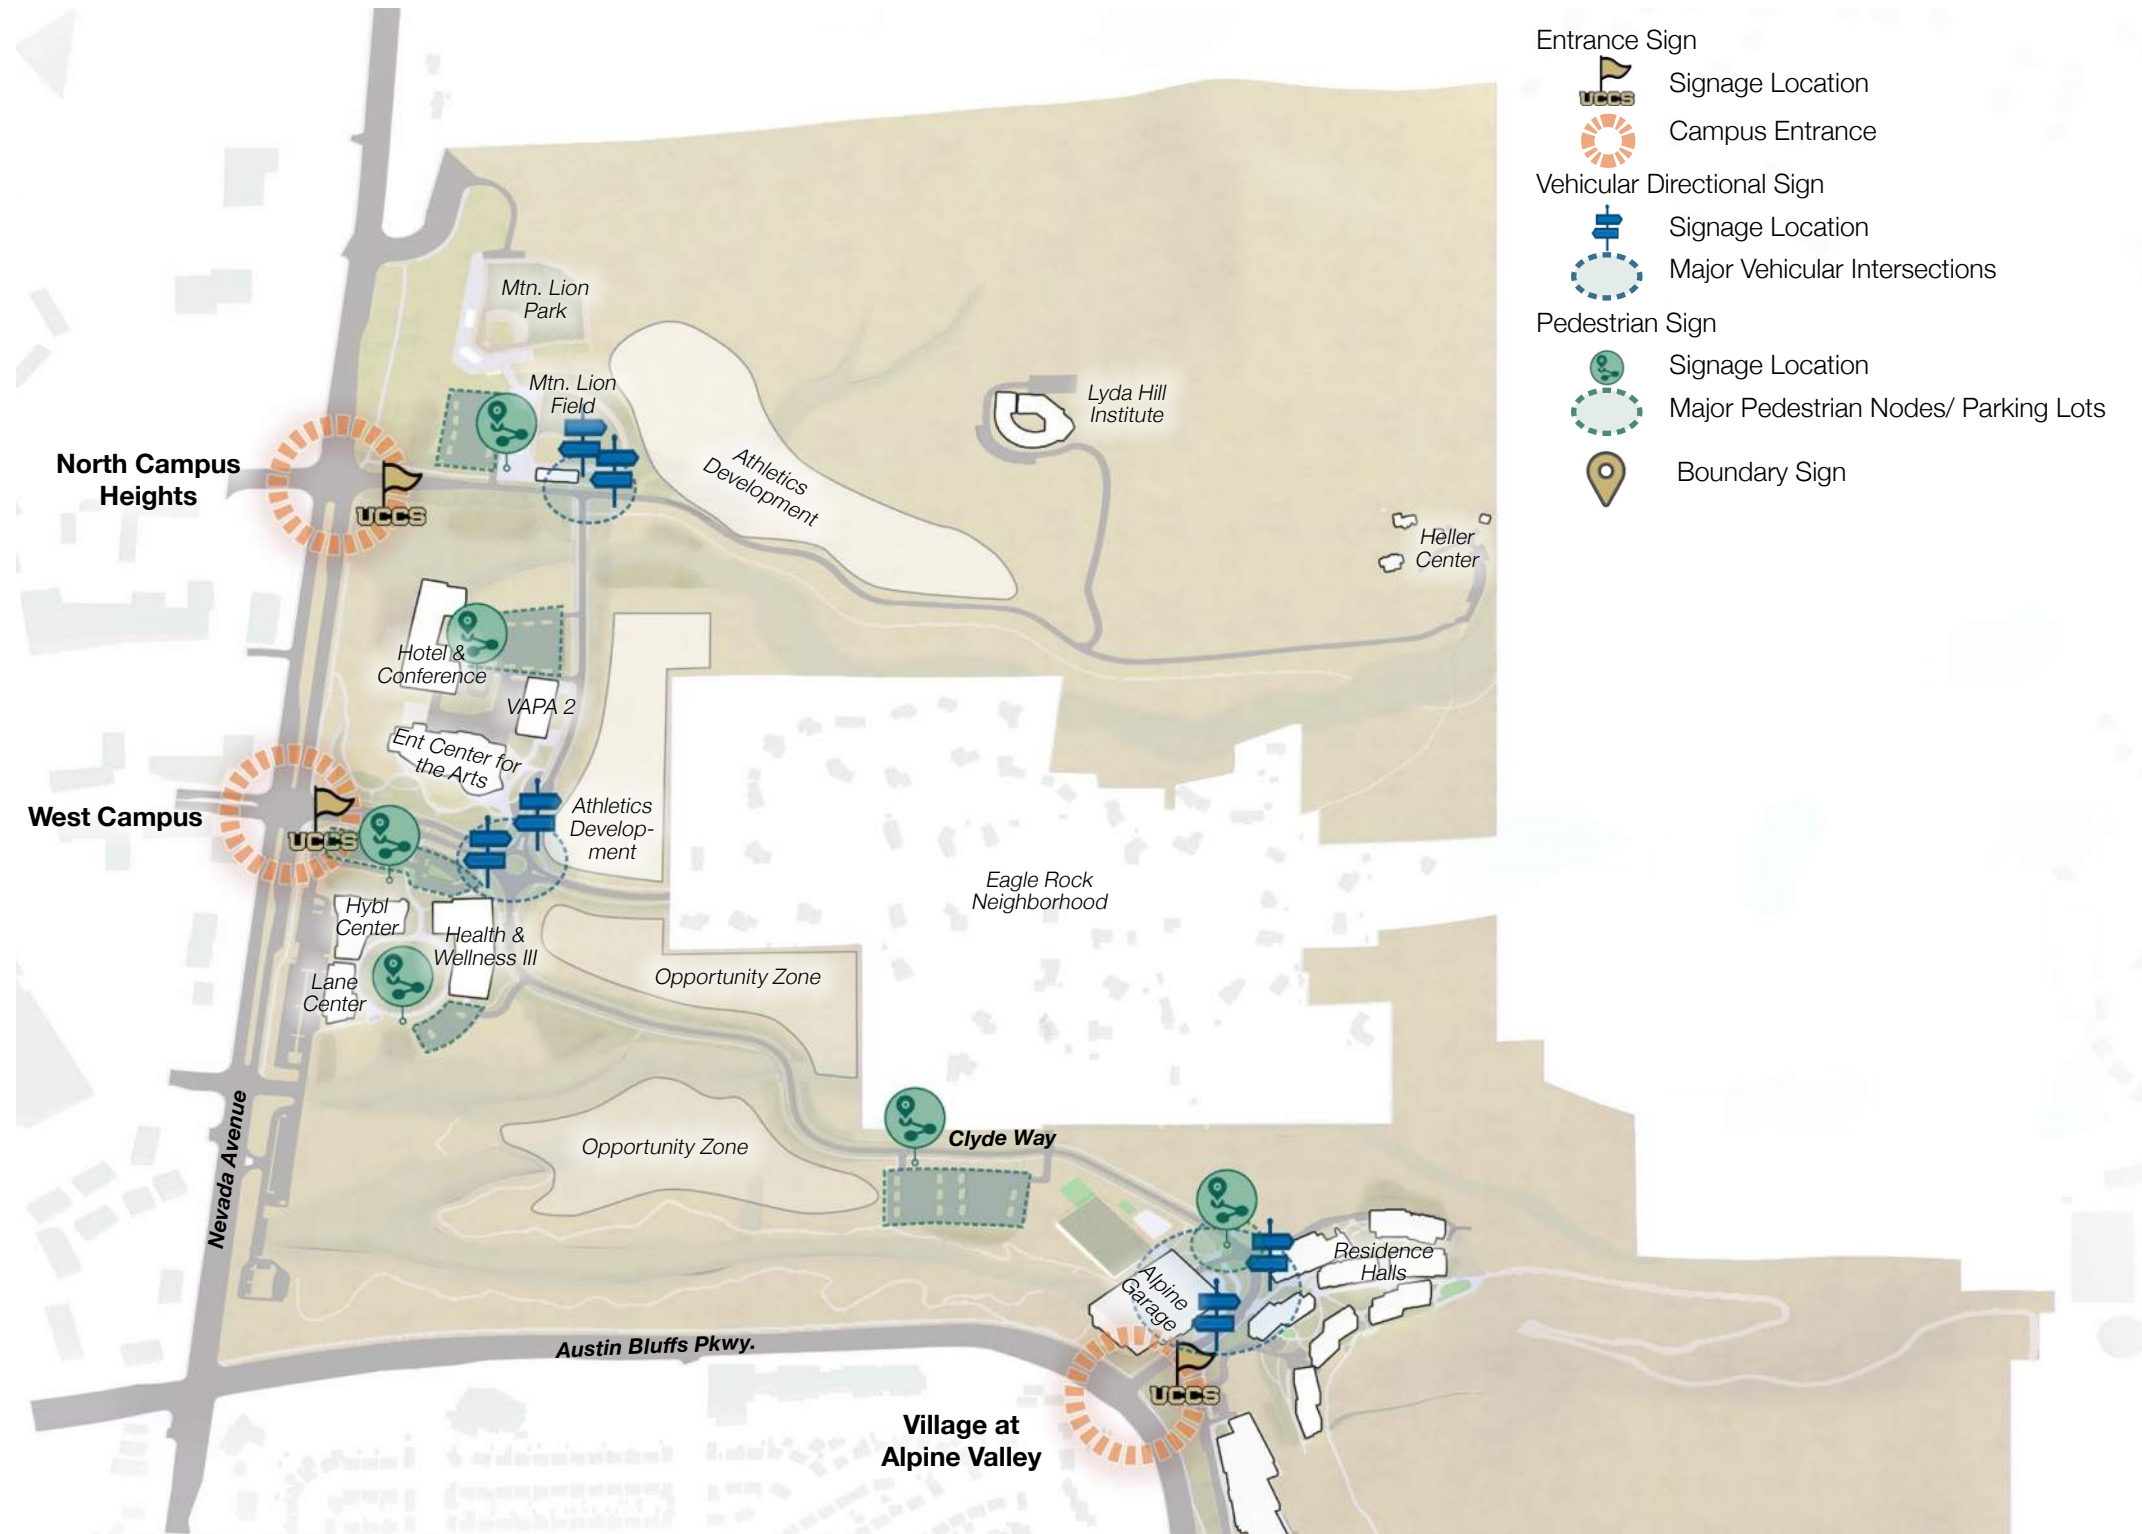 Entrance Sign
UCCS
Signage Location
Campus Entrance
Vehicular Directional Sign
Signage Location
Major Vehicular Intersections
Pedestrian Sign
Signage Location
Major Pedestrian Nodes/ Parking Lots
Boundary Sign
Mtn. Lion
Park
Mtn. Lion
Field
Lyda Hill
Institute
North Campus
Heights
UCCS
Athletics
Development
Heller
Center
Hotel &
Conference
VAPA 2
Ent Center for
the Arts
West Campus
UCCS
Athletics
Develop-
ment
Eagle Rock
Neighborhood
Hybl
Center
Health &
Wellness III
Lane
Center
Opportunity Zone
Nevada Avenue
Opportunity Zone
Clyde Way
Residence
Halls
Alpine
Garage
Austin Bluffs Pkwy.
UCCS
Village at
Alpine Valley